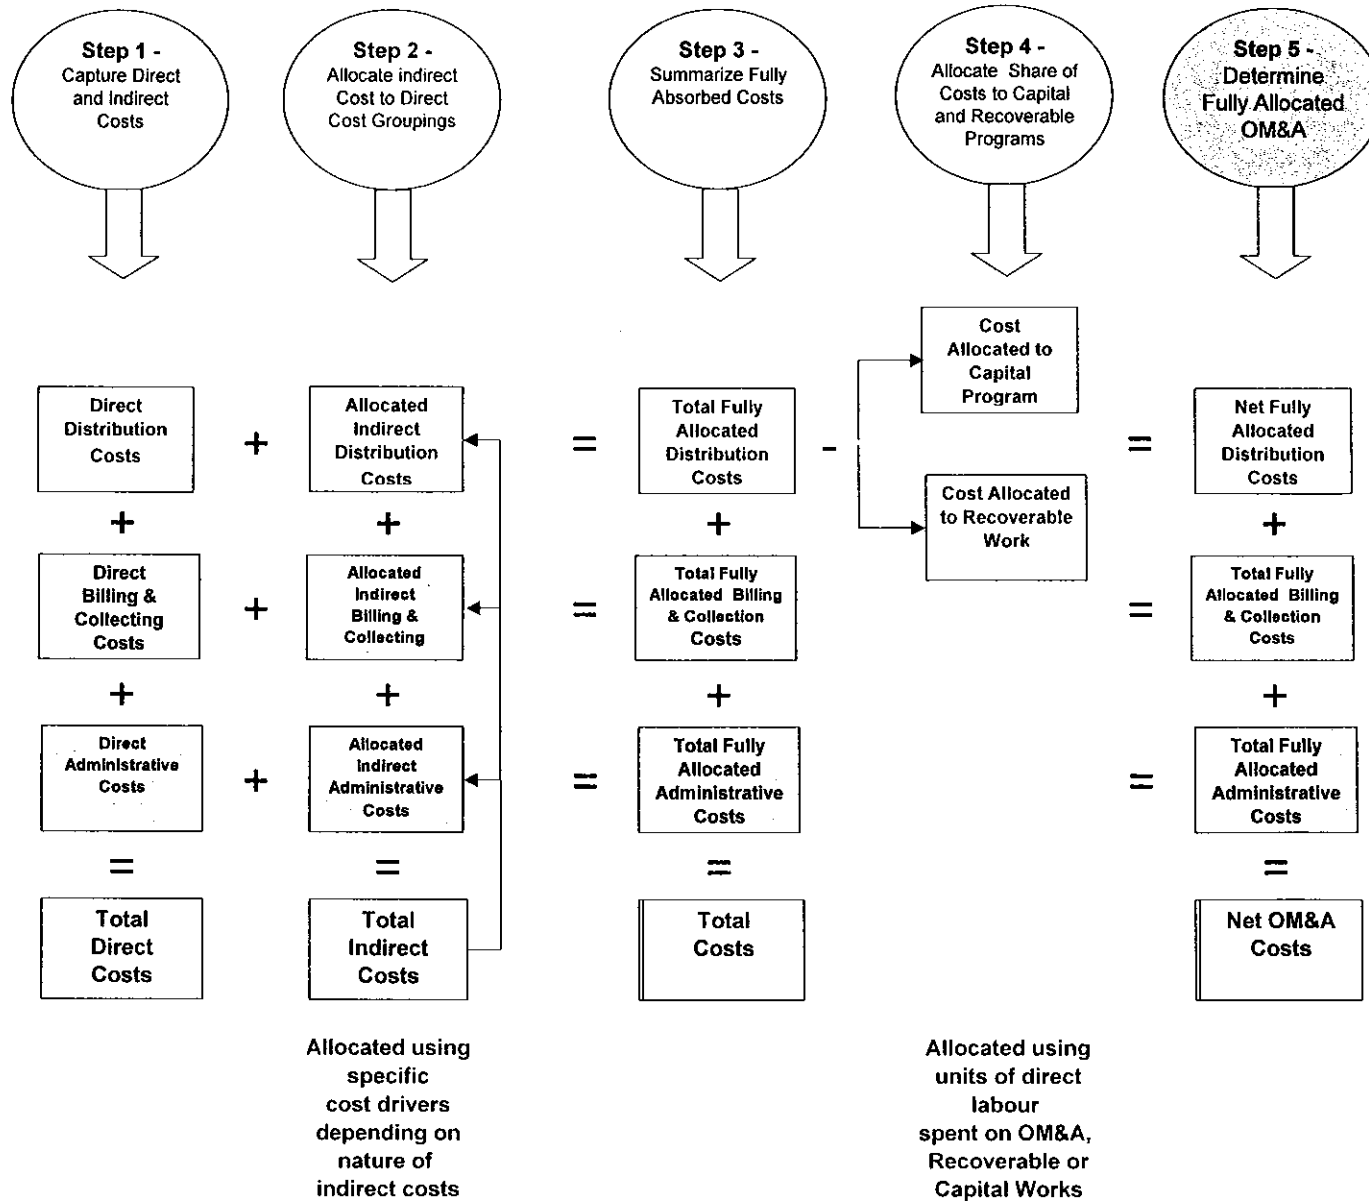 Step 1 -
Capture Direct
and Indirect
Costs
Step 2 -
Allocate indirect
Cost to Direct
Cost Groupings
Step 3 -
Summarize Fully
Absorbed Costs
Step 4 -
Allocate Share of
Costs to Capital
and Recoverable
Programs
Step 5 -
Determine
Fully Allocated
OM&A
Cost
Allocated to
Capital
Program
Direct
Distribution
Costs
+
Allocated
Indirect
Distribution
Costs
=
Total Fully
Allocated
Distribution
Costs
-
Cost Allocated
to Recoverable
Work
=
Net Fully
Allocated
Distribution
Costs
+
+
+
+
Direct
Billing &
Collecting
Costs
+
Allocated
Indirect
Billing &
Collecting
=
Total Fully
Allocated Billing
& Collection
Costs
=
Total Fully
Allocated Billing
& Collection
Costs
+
+
+
+
Direct
Administrative
Costs
+
Allocated
Indirect
Administrative
Costs
=
Total Fully
Allocated
Administrative
Costs
=
Total Fully
Allocated
Administrative
Costs
=
=
=
=
Total
Direct
Costs
Total
Indirect
Costs
Total
Costs
Net OM&A
Costs
Allocated using
specific
cost drivers
depending on
nature of
indirect costs
Allocated using
units of direct
labour
spent on OM&A,
Recoverable or
Capital Works